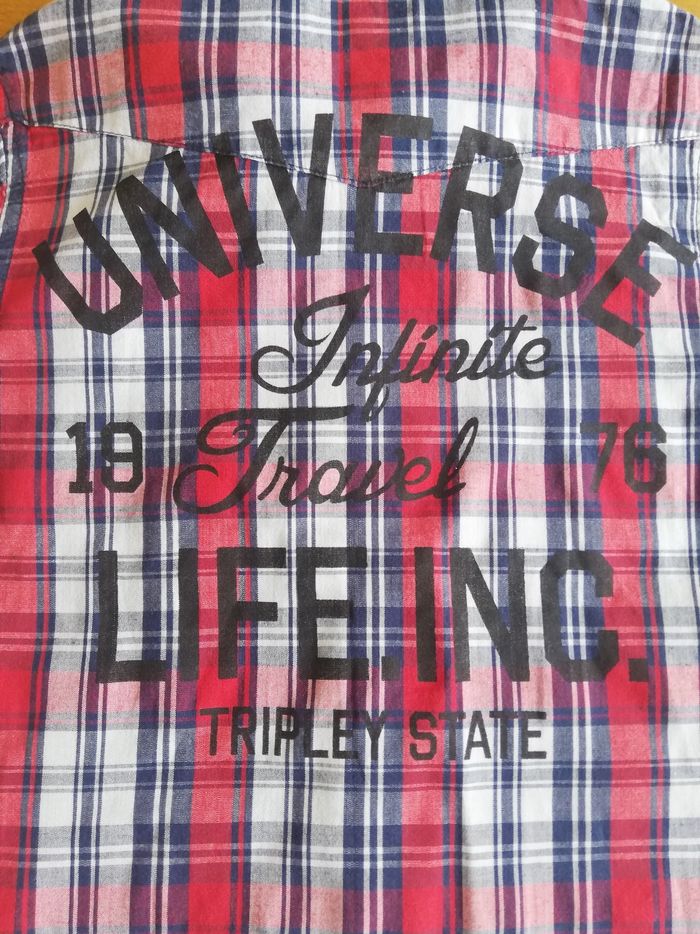 UNIVERSE
Infinite
19 Travel 76
LIFE.INC.
TRIPLEY STATE